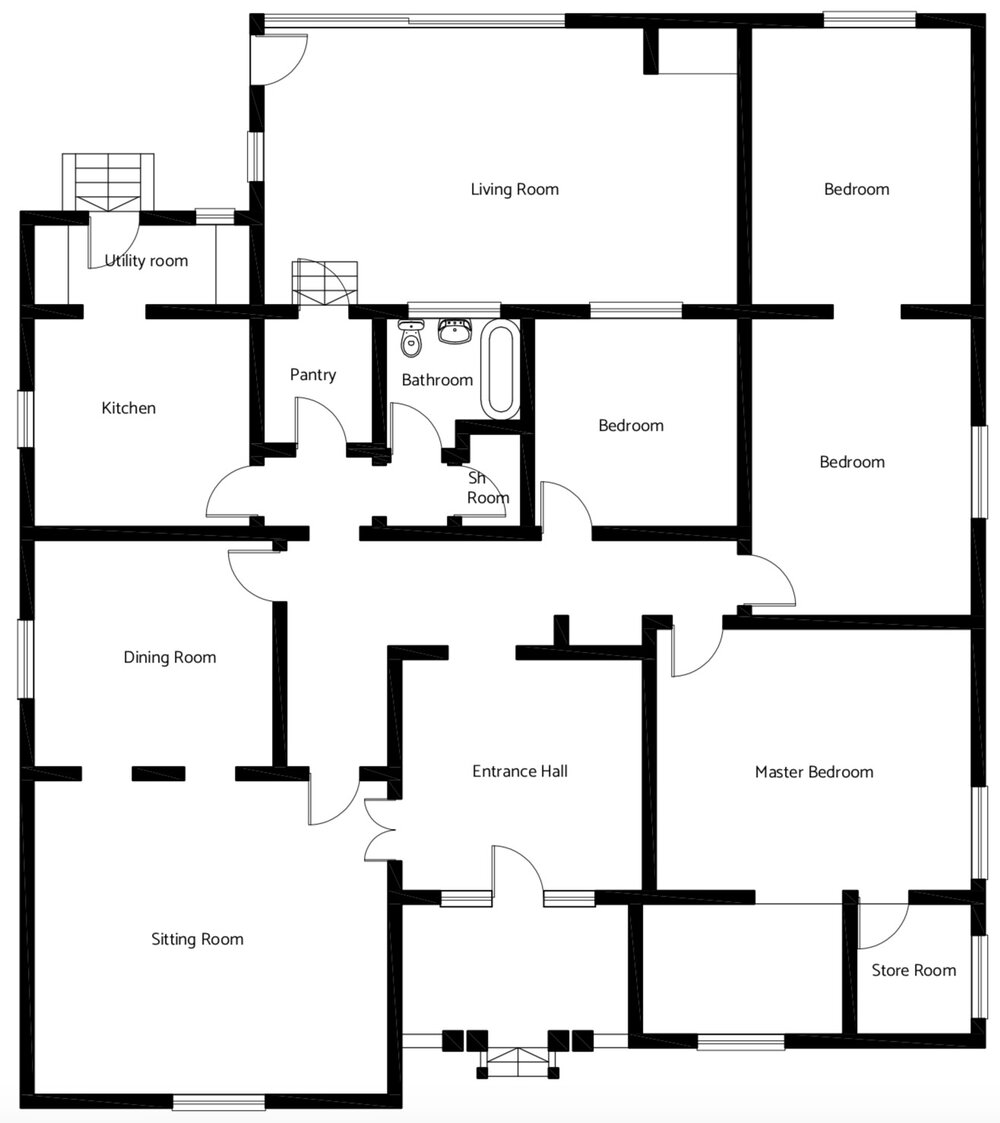 Living Room
Bedroom
Utility room
Pantry
Bathroom
Kitchen
Bedroom
Bedroom
Sh
Room
Dining Room
Entrance Hall
Master Bedroom
Sitting Room
Store Room